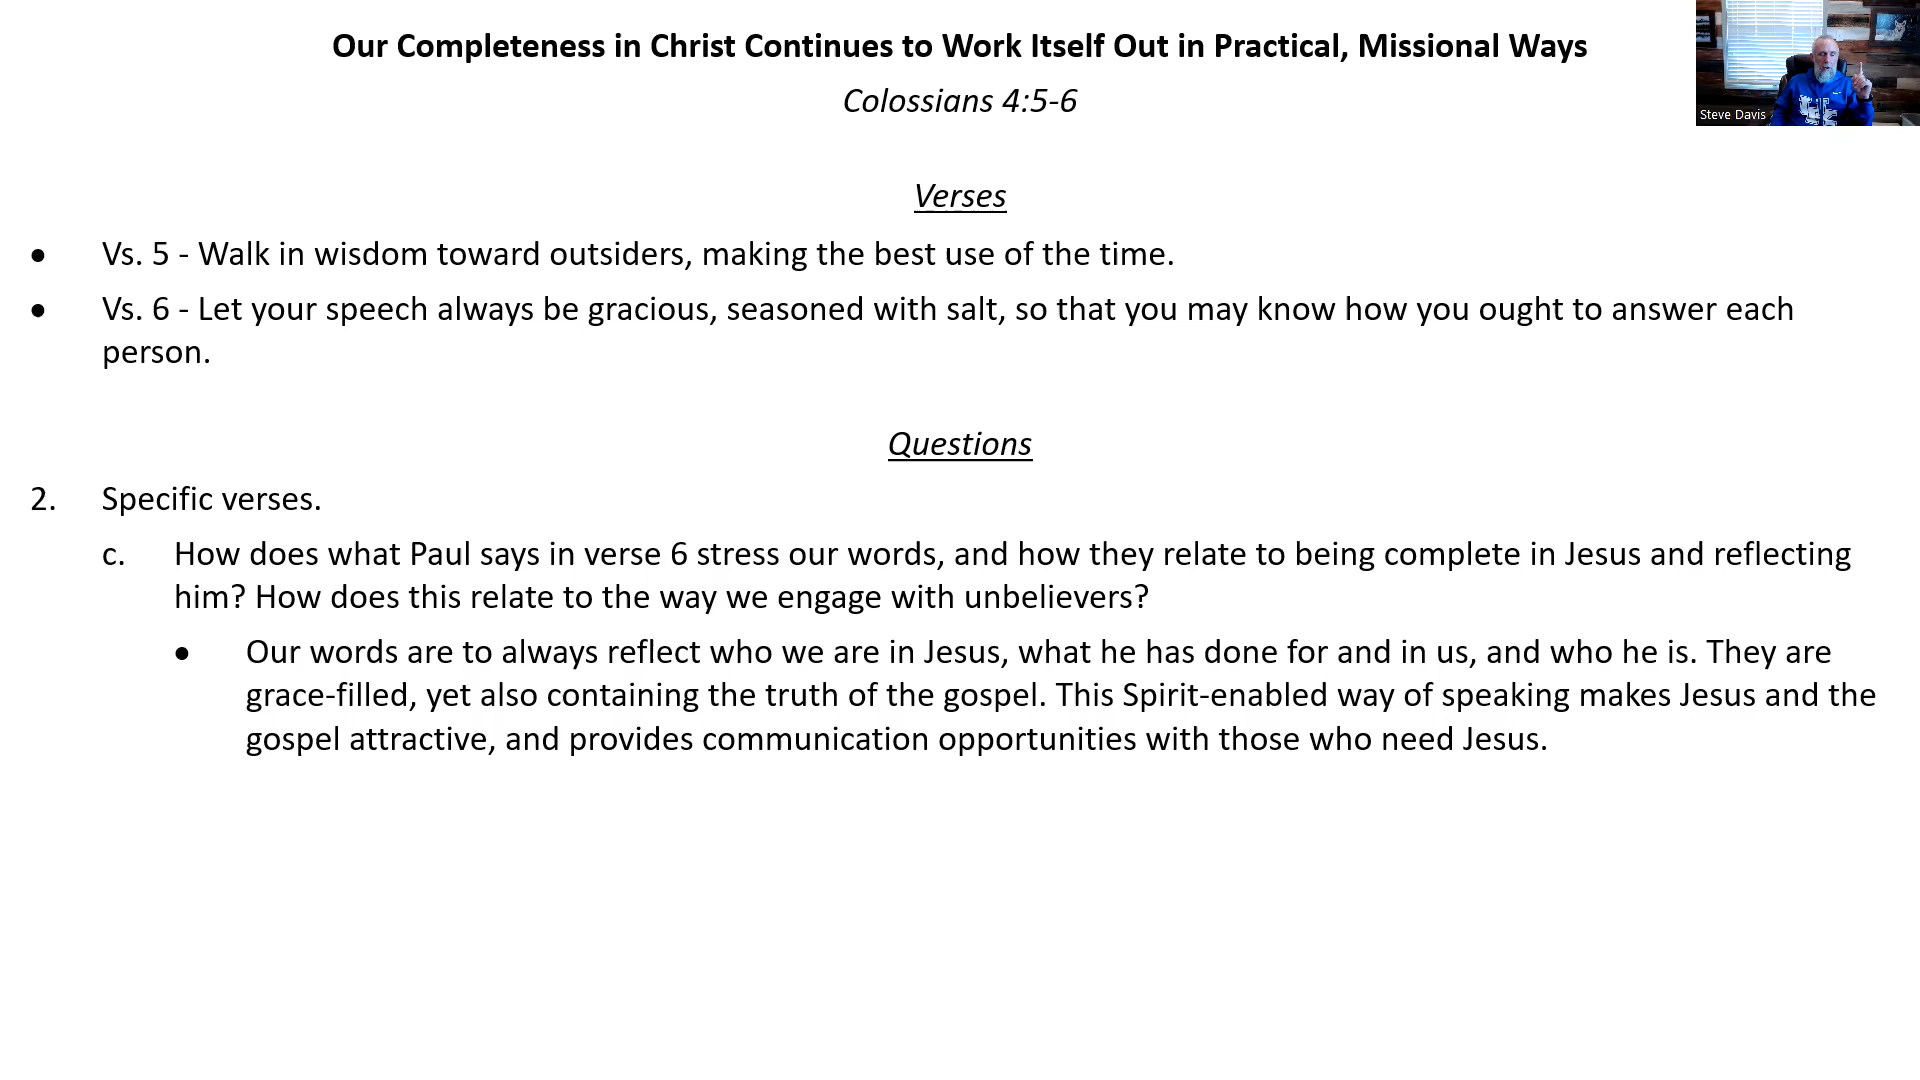 Our Completeness in Christ Continues to Work Itself Out in Practical, Missional Ways
Colossians 4:5-6
Steve Davis
Verses
• Vs. 5 - Walk in wisdom toward outsiders, making the best use of the time.
• Vs. 6 - Let your speech always be gracious, seasoned with salt, so that you may know how you ought to answer each
person.
Questions
2. Specific verses.
c. How does what Paul says in verse 6 stress our words, and how they relate to being complete in Jesus and reflecting
him? How does this relate to the way we engage with unbelievers?
• Our words are to always reflect who we are in Jesus, what he has done for and in us, and who he is. They are
grace-filled, yet also containing the truth of the gospel. This Spirit-enabled way of speaking makes Jesus and the
gospel attractive, and provides communication opportunities with those who need Jesus.